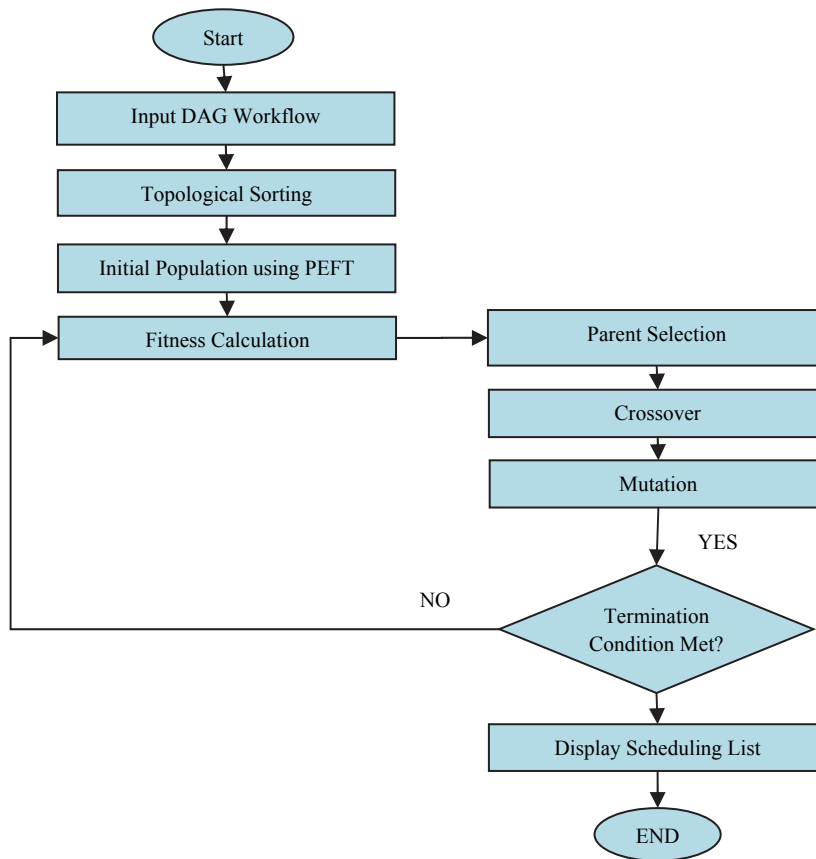 Start
Input DAG Workflow
Topological Sorting
Initial Population using PEFT
Fitness Calculation
Parent Selection
Crossover
Mutation
YES
NO
Termination
Condition Met?
Display Scheduling List
END